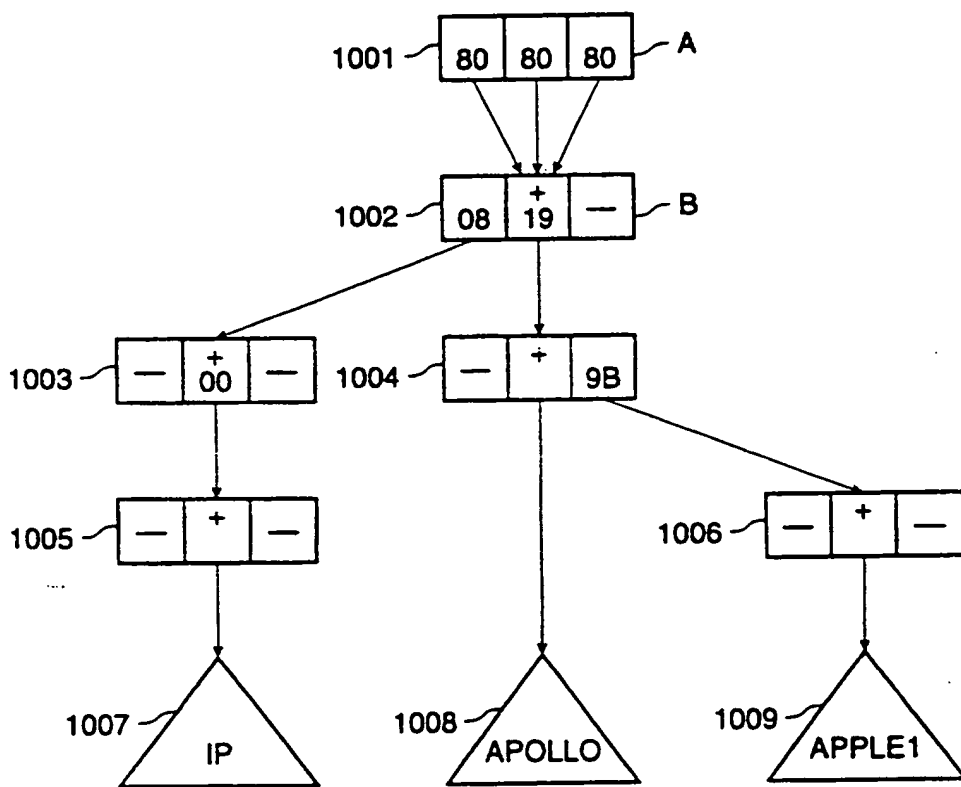 1001 80 80 80 A
1002 08 + 19 — B
1003 — + 00 —
1004 — + 9B
1005 — + —
1006 — + —
1007 IP
1008 APOLLO
1009 APPLE1